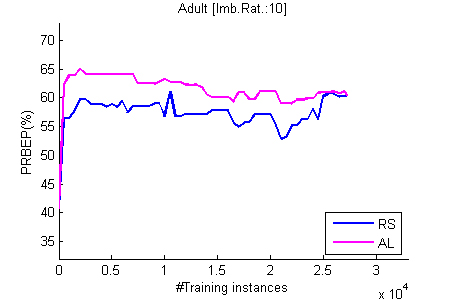 Adult [Imb.Rat.:10]
70
65
60
55
50
45
40
35
PRBEP(%)
RS
AL
0 0.5 1 1.5 2 2.5 3
#Training instances
x 10^4